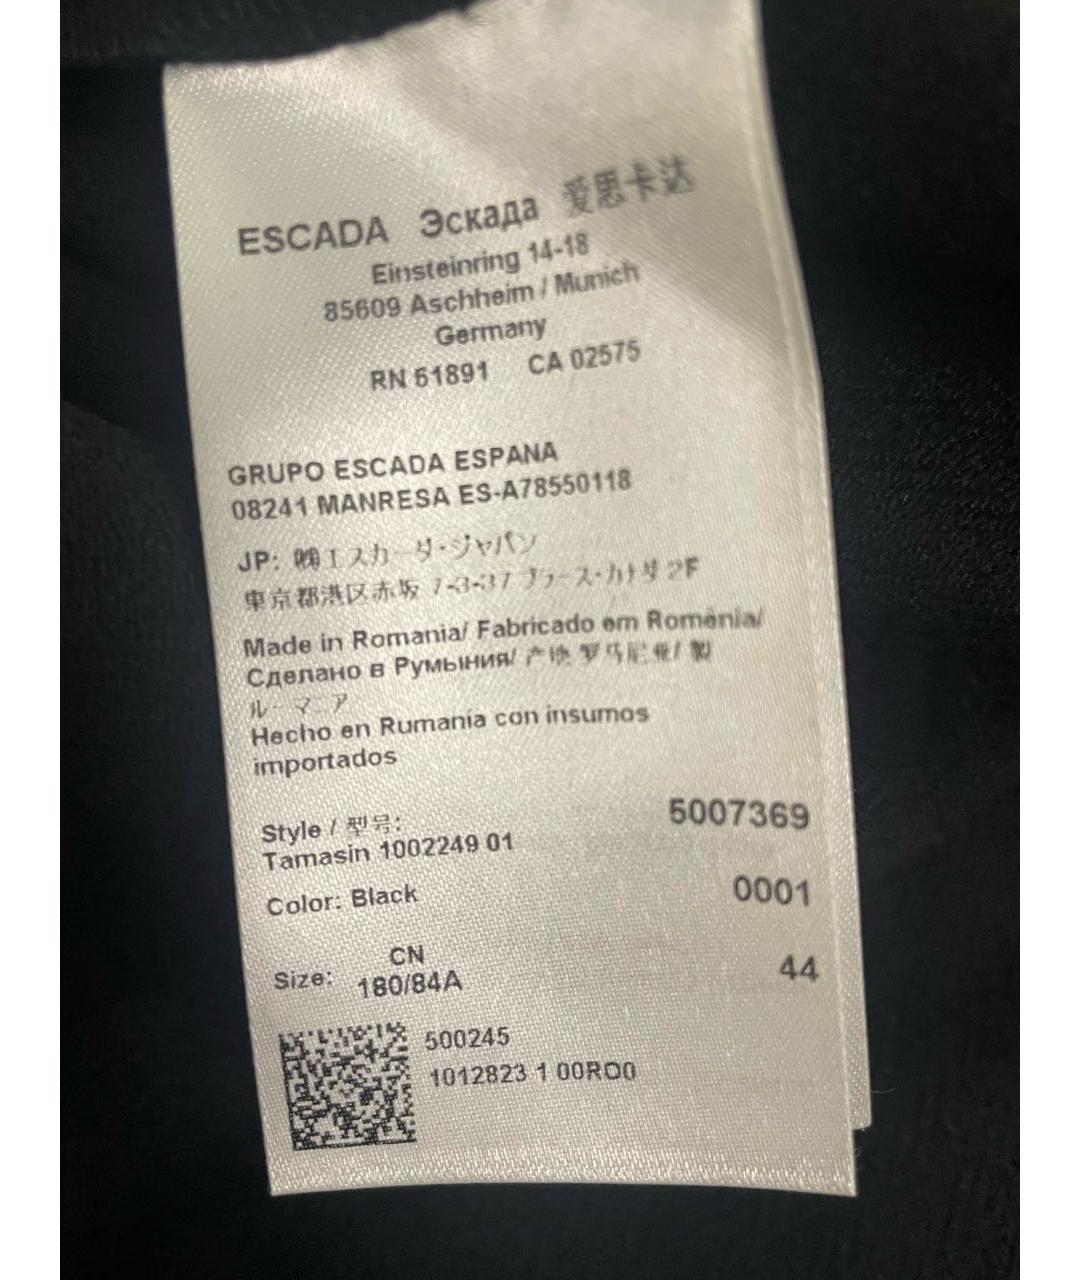 ESCADA Эскада 爱思卡达
Einsteinring 14-18
85609 Aschheim / Munich
Germany
RN 61891 CA 02575
GRUPO ESCADA ESPANA
08241 MANRESA ES-A78550118
JP: ㈱エスカーダ・ジャパン
東京都港区赤坂 7-3-37 プラース・カナダ 2F
Made in Romania/ Fabricado em Romênia/
Сделано в Румыния/ 产地 罗马尼亚/ 製
ルーマニア
Hecho en Rumanía con insumos
importados
Style / 型号:
5007369
Tamasin 1002249 01
Color: Black 0001
CN
Size: 180/84A 44
500245
1012823 1 00RO0